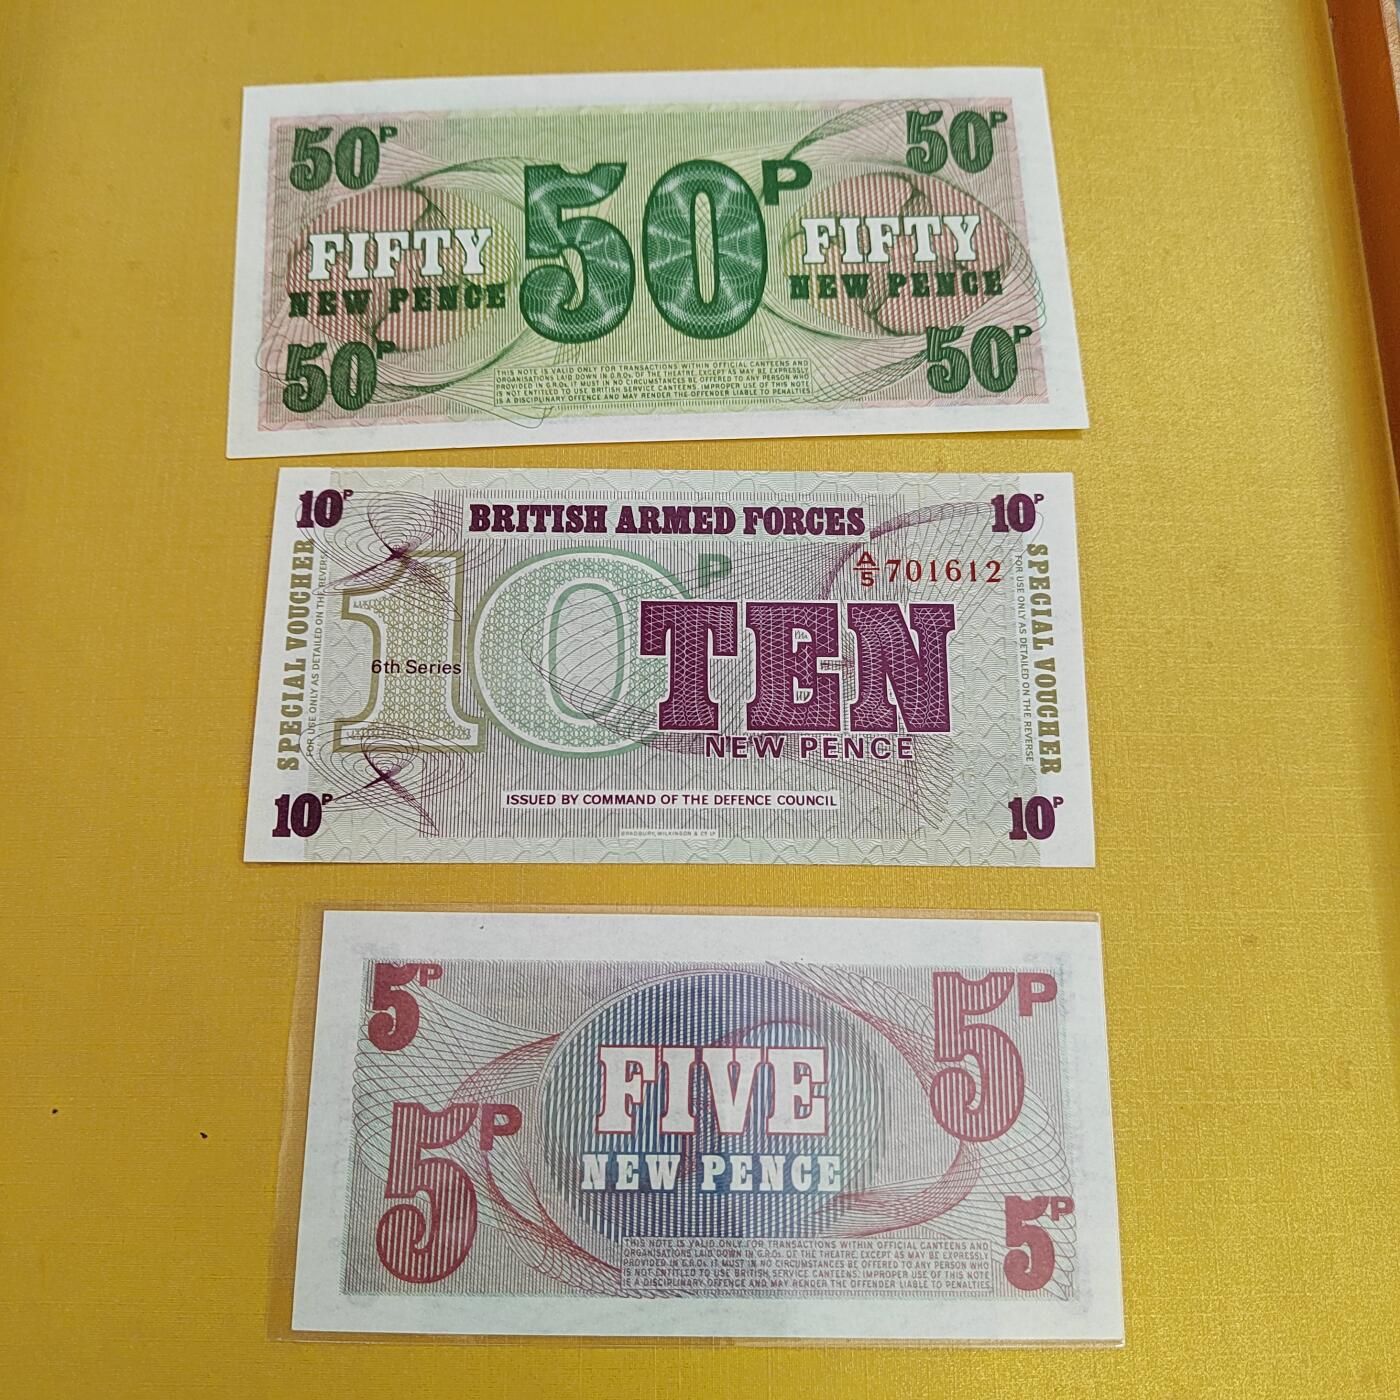 50P
50P
50P
FIFTY
NEW PENCE
FIFTY
NEW PENCE
50P
50P
THIS NOTE IS VALID ONLY FOR TRANSACTIONS WITHIN OFFICIAL CANTEENS AND
ORGANISATIONS LAID DOWN IN G.R.Os. OF THE THEATRE. EXCEPT AS MAY BE EXPRESSLY
PROVIDED IN G.R.Os. IT MUST IN NO CIRCUMSTANCES BE OFFERED TO ANY PERSON WHO
IS NOT ENTITLED TO USE BRITISH SERVICE CANTEENS. IMPROPER USE OF THIS NOTE
IS A DISCIPLINARY OFFENCE AND MAY RENDER THE OFFENDER LIABLE TO PENALTIES
10P
BRITISH ARMED FORCES
10P
A/5 701612
SPECIAL VOUCHER
FOR USE ONLY AS DETAILED ON THE REVERSE
10P
6th Series
TEN
NEW PENCE
SPECIAL VOUCHER
FOR USE ONLY AS DETAILED ON THE REVERSE
ISSUED BY COMMAND OF THE DEFENCE COUNCIL
10P
10P
BRADBURY, WILKINSON & Co. LD.
5P
5P
FIVE
NEW PENCE
5P
5P
THIS NOTE IS VALID ONLY FOR TRANSACTIONS WITHIN OFFICIAL CANTEENS AND
ORGANISATIONS LAID DOWN IN G.R.Os. OF THE THEATRE. EXCEPT AS MAY BE EXPRESSLY
PROVIDED IN G.R.Os. IT MUST IN NO CIRCUMSTANCES BE OFFERED TO ANY PERSON WHO
IS NOT ENTITLED TO USE BRITISH SERVICE CANTEENS. IMPROPER USE OF THIS NOTE
IS A DISCIPLINARY OFFENCE AND MAY RENDER THE OFFENDER LIABLE TO PENALTIES.